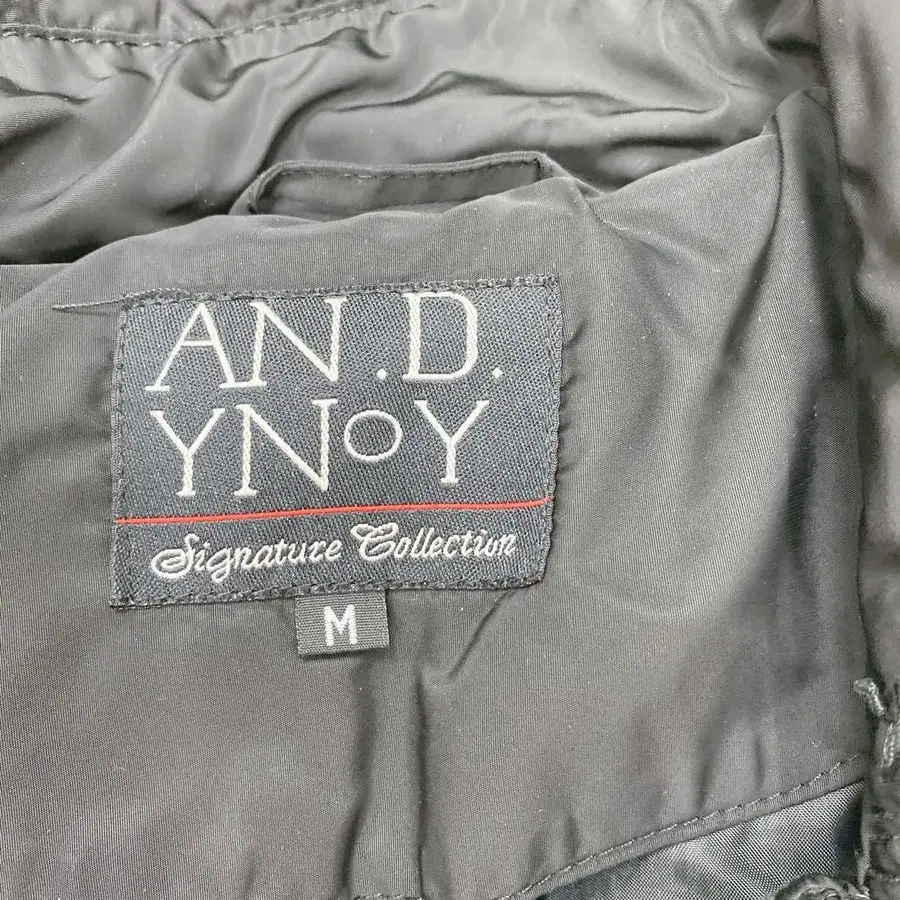 AN.D.
YNoY
Signature Collection
M